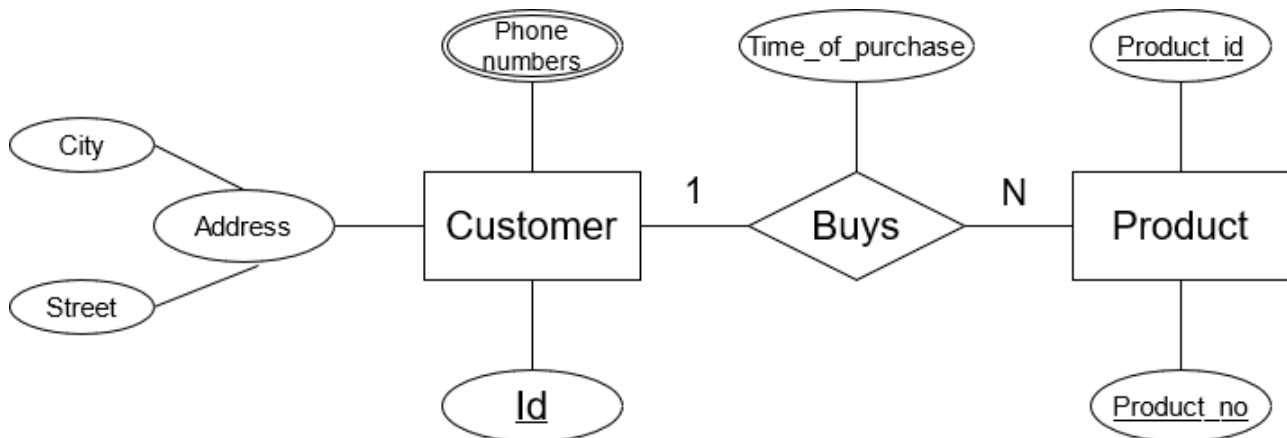 Phone
numbers
Time_of_purchase
Product_id
City
Address
Customer
1
Buys
N
Product
Street
Id
Product_no